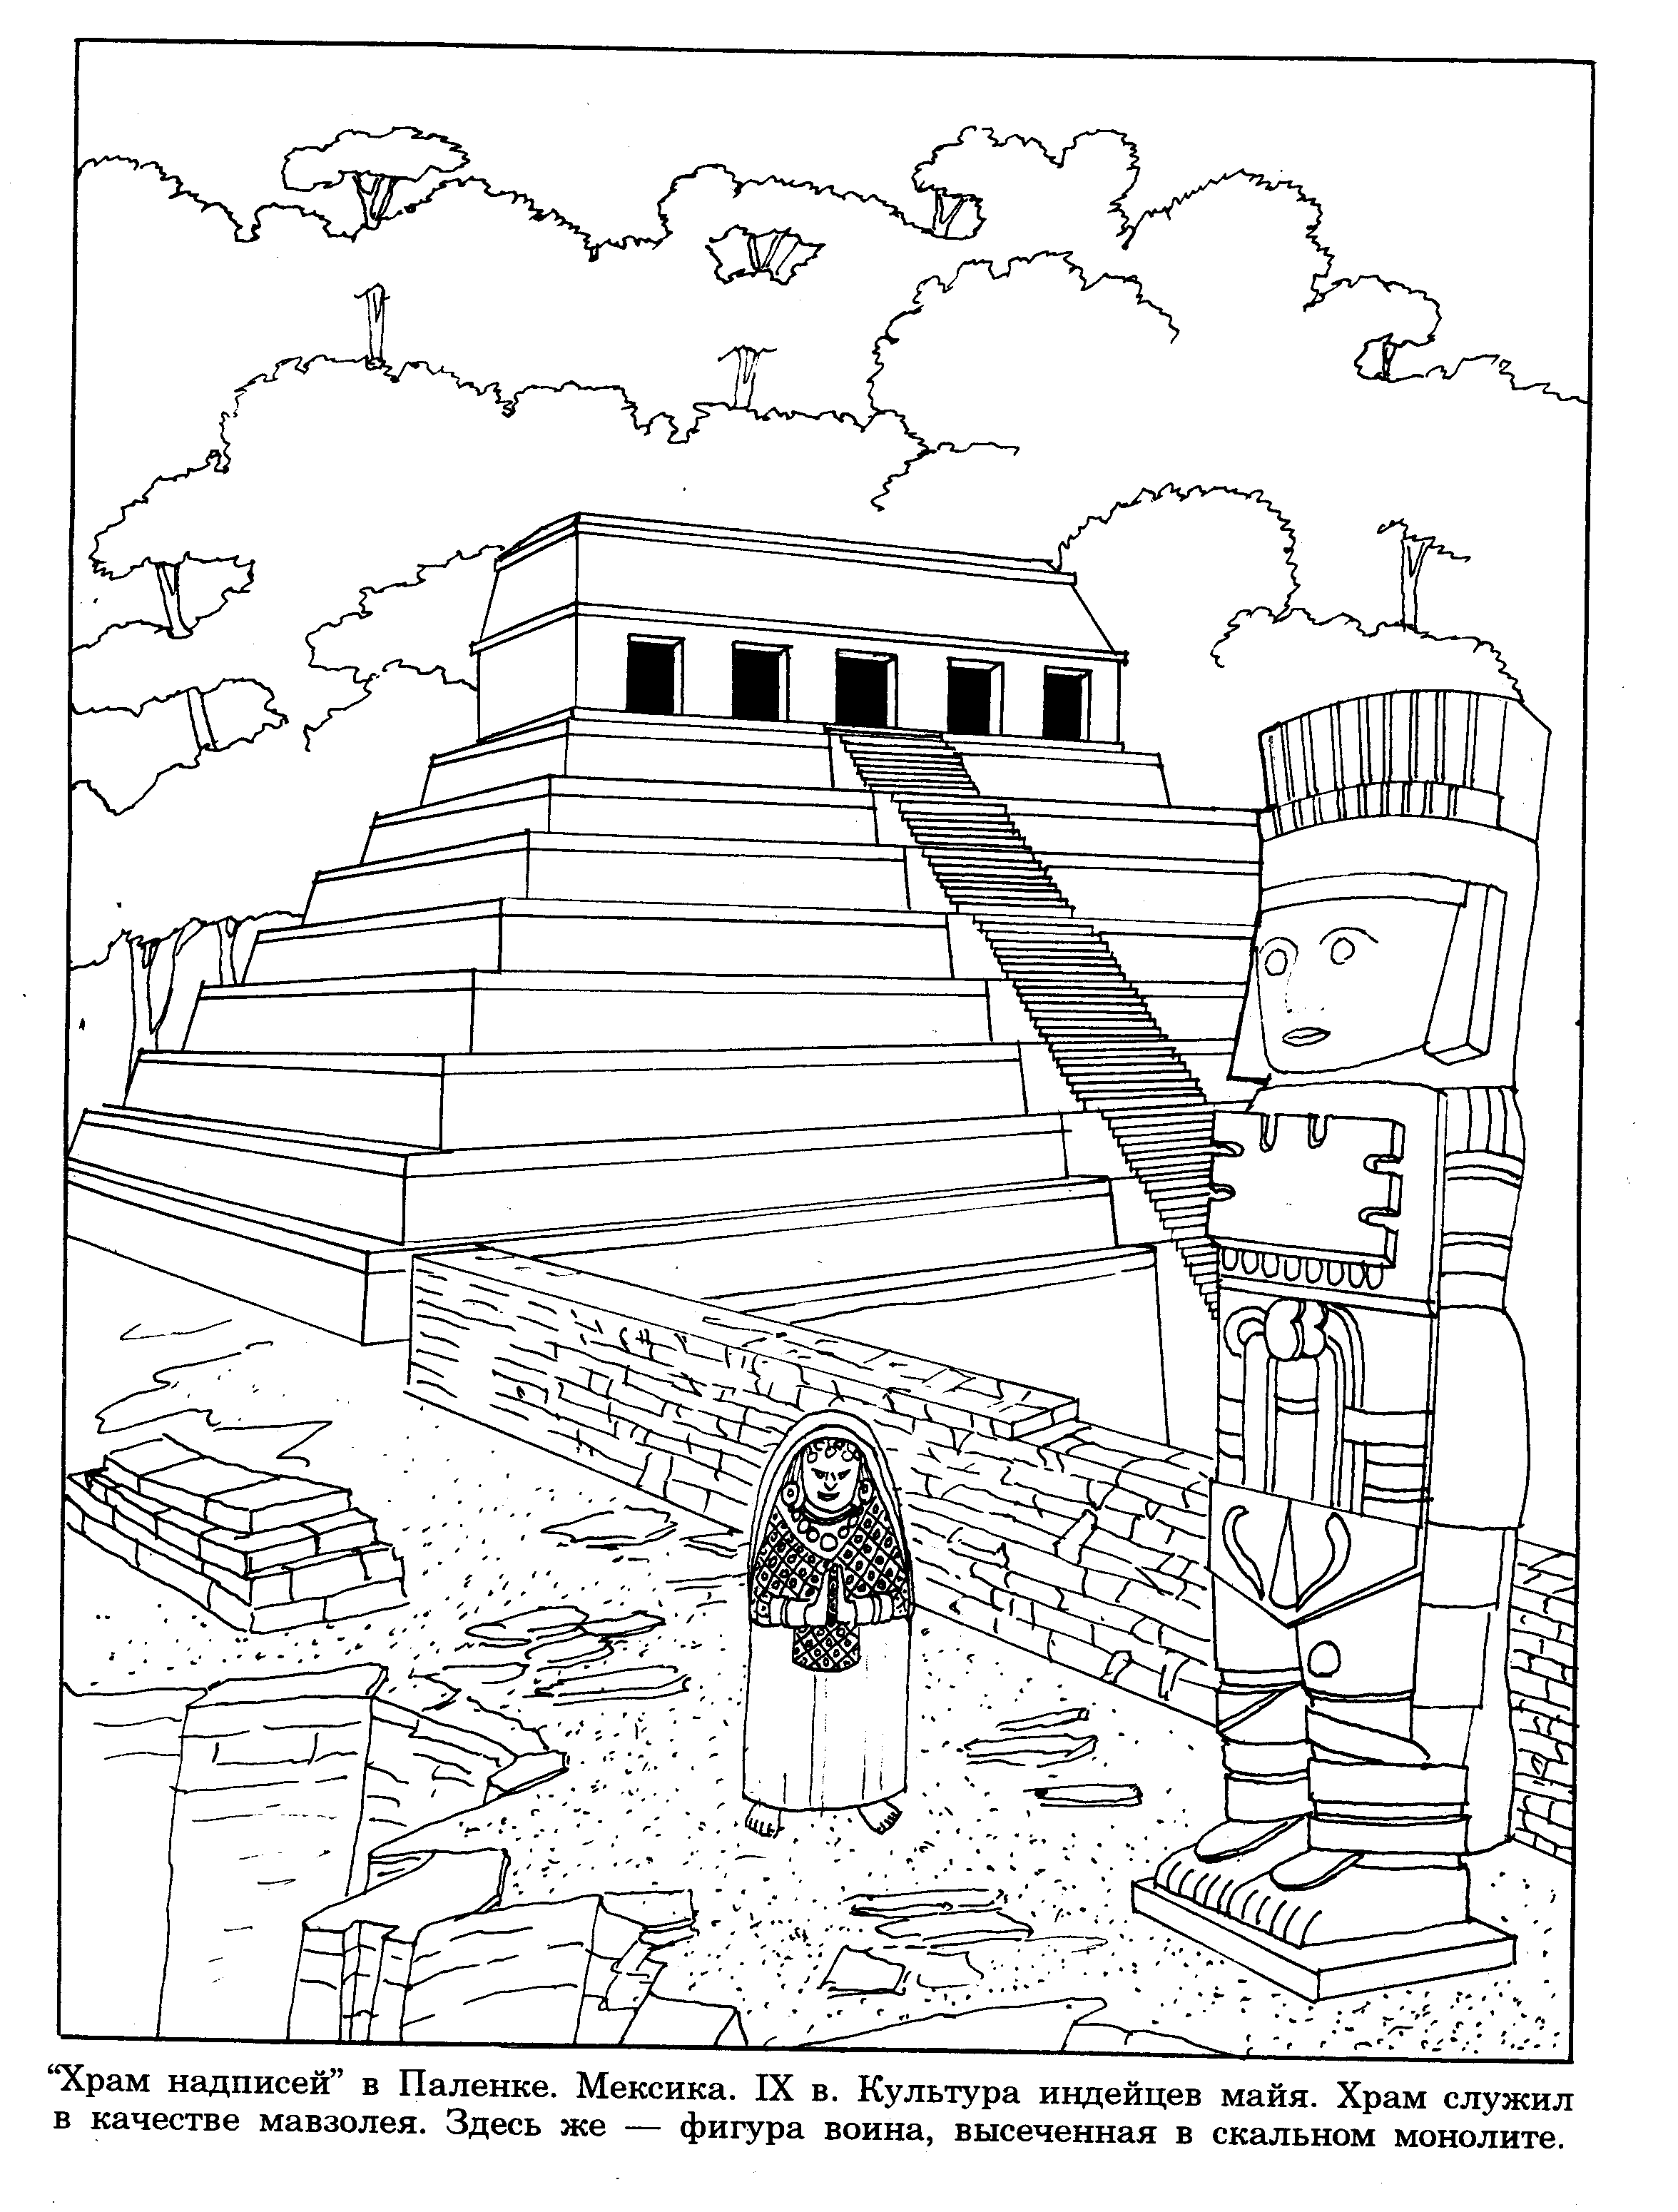 “Храм надписей” в Паленке. Мексика. IX в. Культура индейцев майя. Храм служил
в качестве мавзолея. Здесь же — фигура воина, высеченная в скальном монолите.